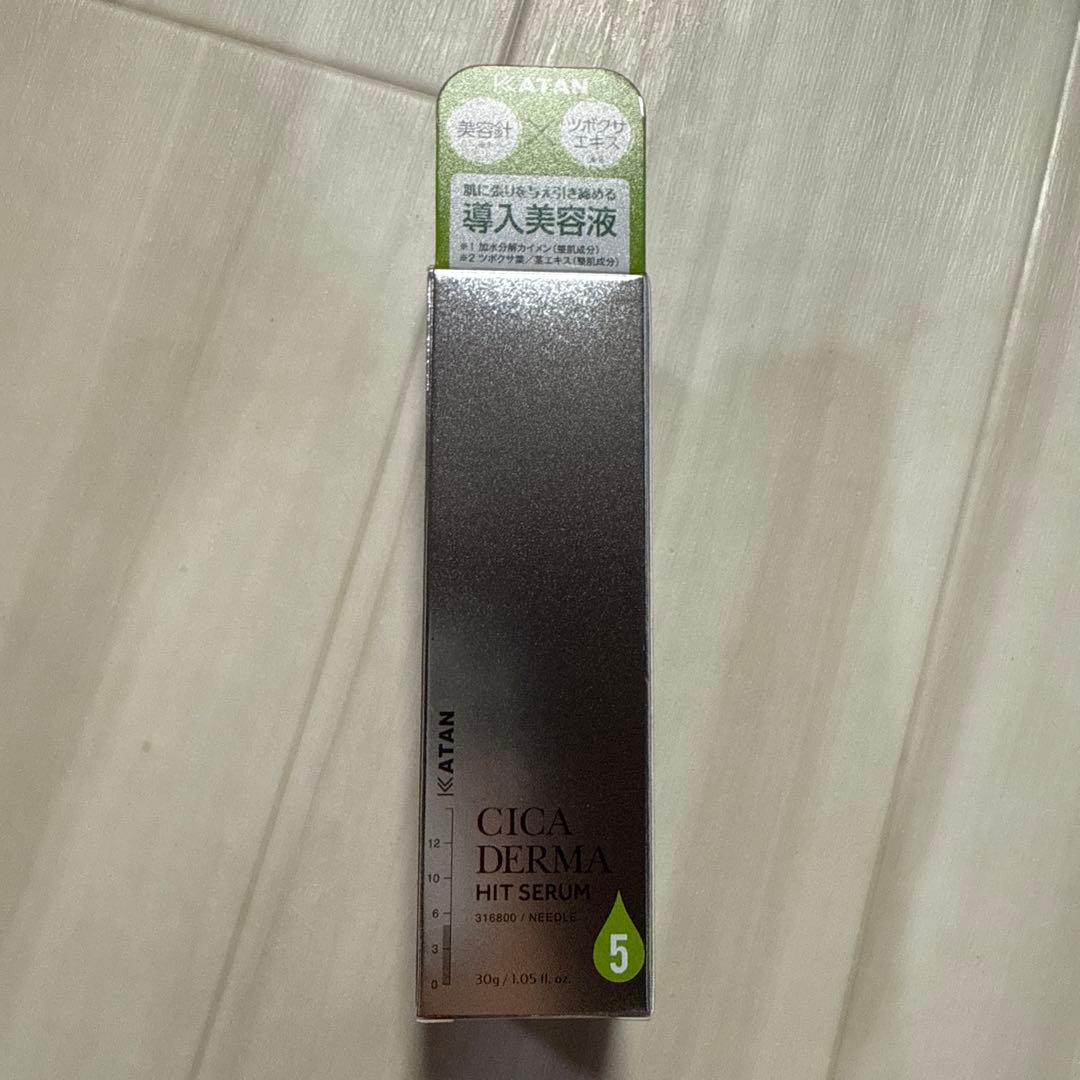 KATAN
美容針
×
ツボクサ
エキス
肌に張りを与え引き締める
導入美容液
※1 加水分解カイメン(整肌成分)
※2 ツボクサ葉/茎エキス(整肌成分)
KATAN
12
10
6
3
0
CICA
DERMA
HIT SERUM
316800 / NEEDLE
5
30g / 1.05 fl. oz.